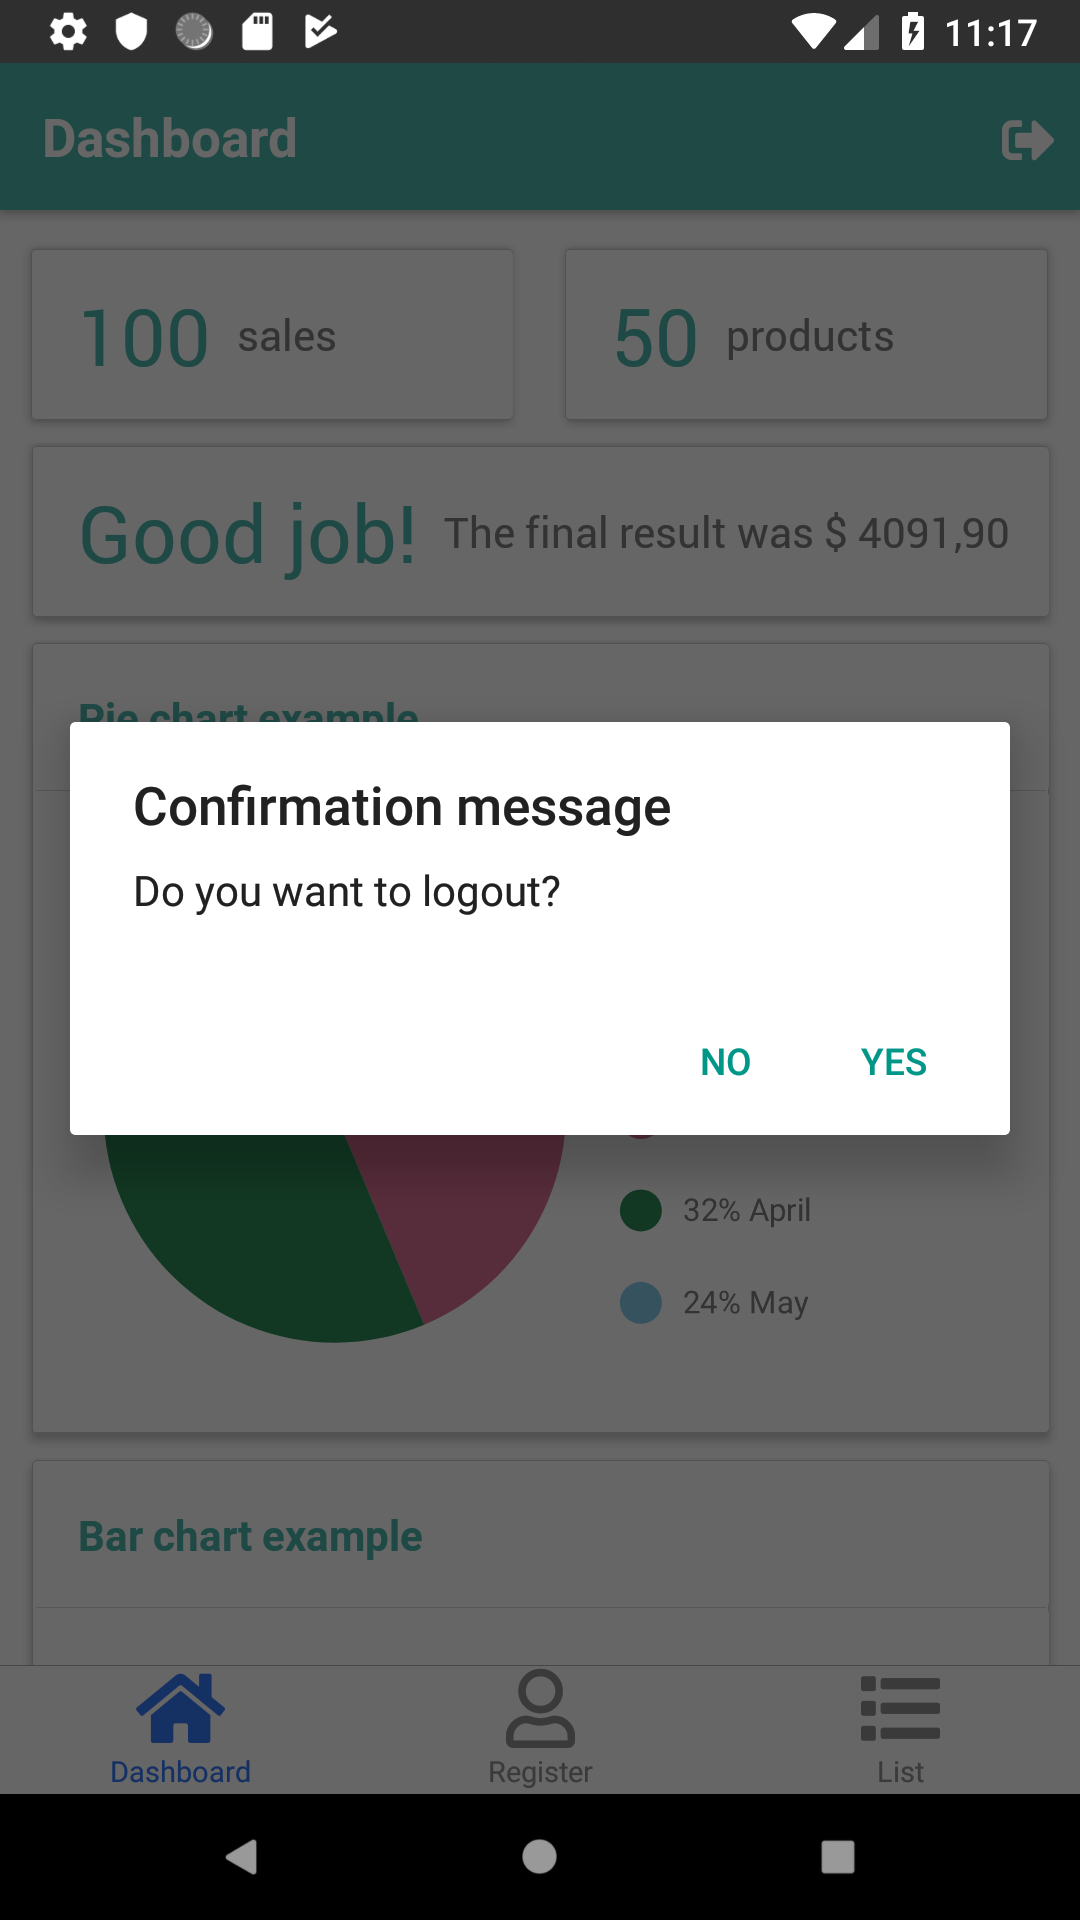 11:17
Dashboard
100 sales
50 products
Good job! The final result was $ 4091,90
Pie chart example
Confirmation message
Do you want to logout?
NO YES
32% April
24% May
Bar chart example
Dashboard Register List